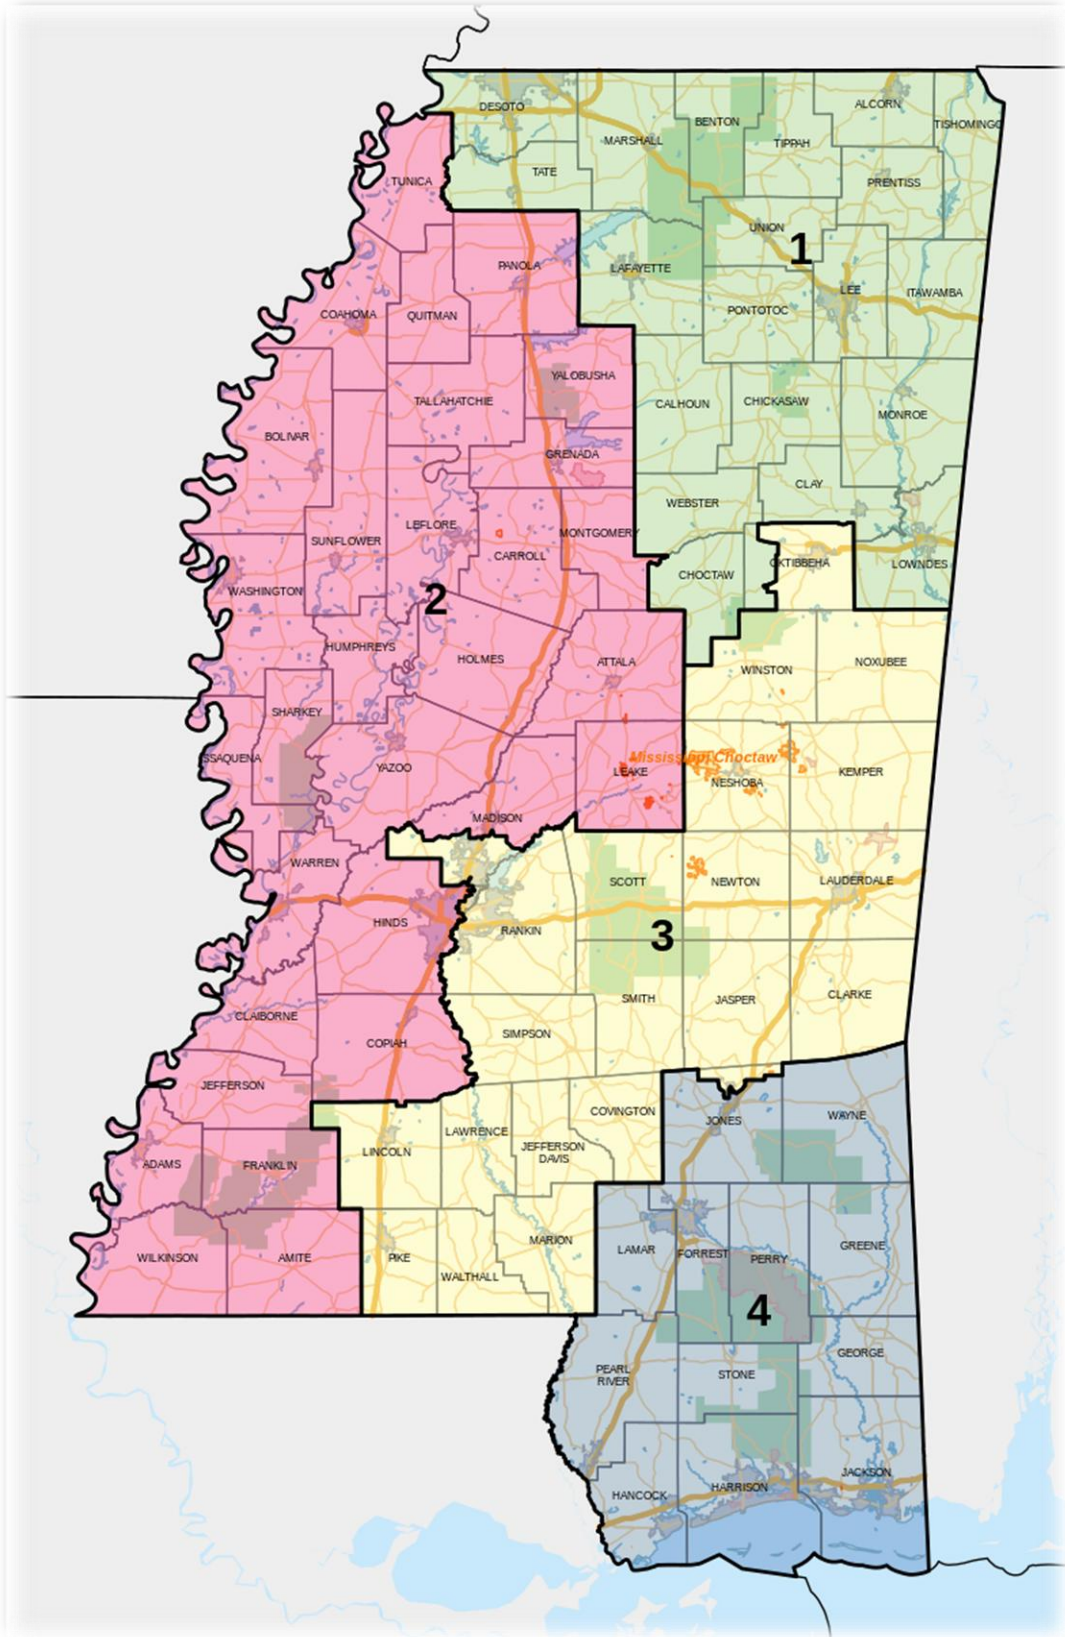 DESOTO
ALCORN
BENTON
TISHOMINGO
MARSHALL
TIPPAH
TATE
TUNICA
PRENTISS
UNION
1
PANOLA
LAFAYETTE
LEE
ITAWAMBA
COAHOMA
QUITMAN
PONTOTOC
YALOBUSHA
TALLAHATCHIE
CALHOUN
CHICKASAW
MONROE
BOLIVAR
GRENADA
CLAY
WEBSTER
LEFLORE
MONTGOMERY
SUNFLOWER
CARROLL
OKTIBBEHA
LOWNDES
CHOCTAW
WASHINGTON
2
HUMPHREYS
HOLMES
ATTALA
WINSTON
NOXUBEE
SHARKEY
SSAQUENA
Mississippi Choctaw
YAZOO
LEAKE
NESHOBA
KEMPER
MADISON
WARREN
SCOTT
NEWTON
LAUDERDALE
HINDS
RANKIN
3
SMITH
JASPER
CLARKE
CLAIBORNE
SIMPSON
COPIAH
JEFFERSON
COVINGTON
JONES
WAYNE
LAWRENCE
JEFFERSON
DAVIS
LINCOLN
ADAMS
FRANKLIN
MARION
LAMAR
FORREST
PERRY
GREENE
WILKINSON
AMITE
PIKE
WALTHALL
4
GEORGE
PEARL
RIVER
STONE
JACKSON
HARRISON
HANCOCK